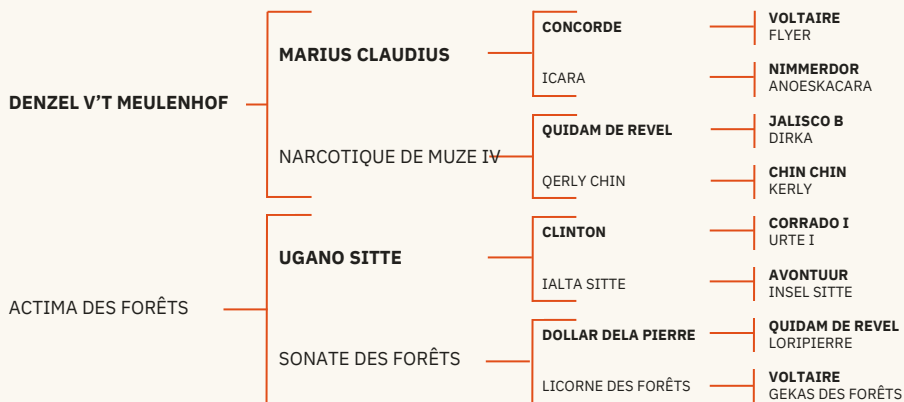 DENZEL V’T MEULENHOF
MARIUS CLAUDIUS
CONCORDE
VOLTAIRE
FLYER
ICARA
NIMMERDOR
ANOESKACARA
NARCOTIQUE DE MUZE IV
QUIDAM DE REVEL
JALISCO B
DIRKA
QERLY CHIN
CHIN CHIN
KERLY
ACTIMA DES FORÊTS
UGANO SITTE
CLINTON
CORRADO I
URTE I
IALTA SITTE
AVONTUUR
INSEL SITTE
SONATE DES FORÊTS
DOLLAR DELA PIERRE
QUIDAM DE REVEL
LORIPIERRE
LICORNE DES FORÊTS
VOLTAIRE
GEKAS DES FORÊTS